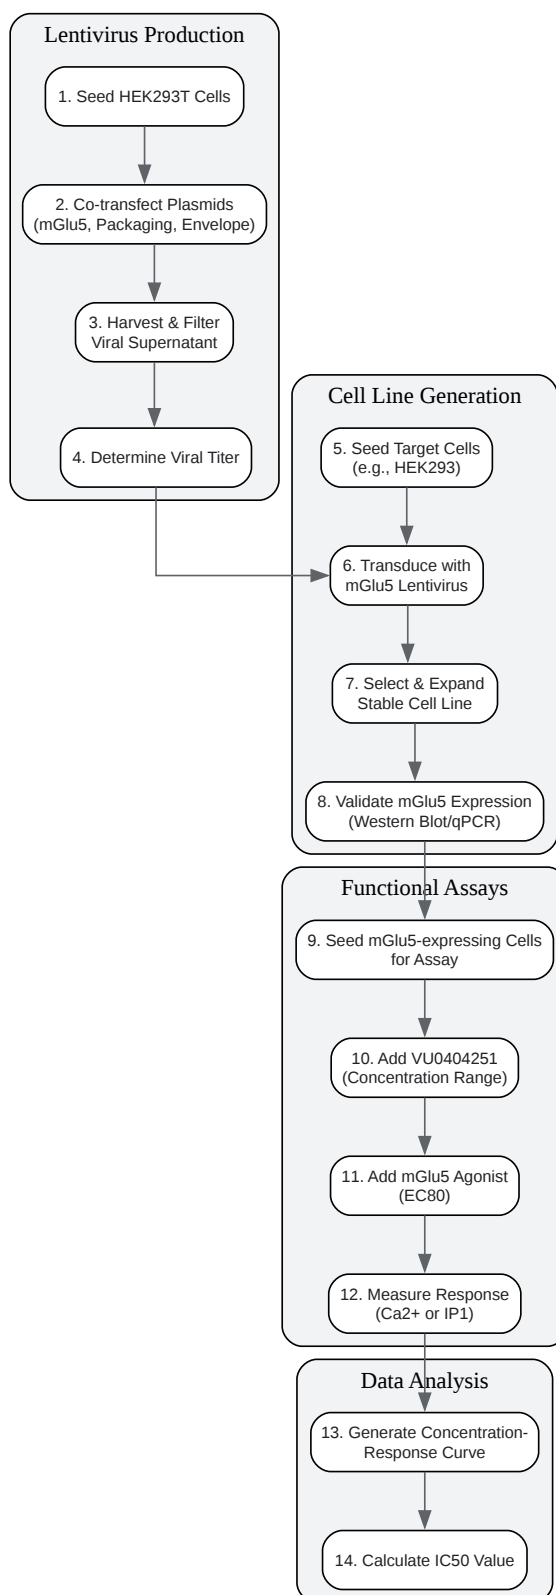 Lentivirus Production
1. Seed HEK293T Cells
2. Co-transfect Plasmids
(mGlu5, Packaging, Envelope)
3. Harvest & Filter
Viral Supernatant
4. Determine Viral Titer
Cell Line Generation
5. Seed Target Cells
(e.g., HEK293)
6. Transduce with
mGlu5 Lentivirus
7. Select & Expand
Stable Cell Line
8. Validate mGlu5 Expression
(Western Blot/qPCR)
Functional Assays
9. Seed mGlu5-expressing Cells
for Assay
10. Add VU0404251
(Concentration Range)
11. Add mGlu5 Agonist
(EC80)
12. Measure Response
(Ca2+ or IP1)
Data Analysis
13. Generate Concentration-
Response Curve
14. Calculate IC50 Value